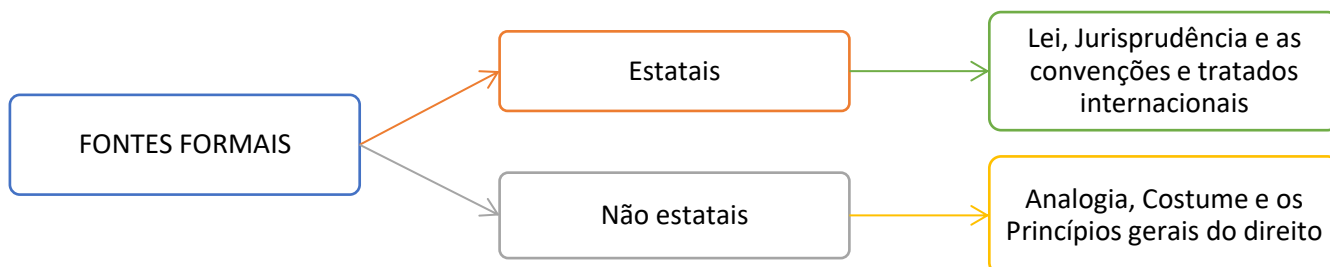 FONTES FORMAIS
Estatais
Lei, Jurisprudência e as
convenções e tratados
internacionais
Não estatais
Analogia, Costume e os
Princípios gerais do direito